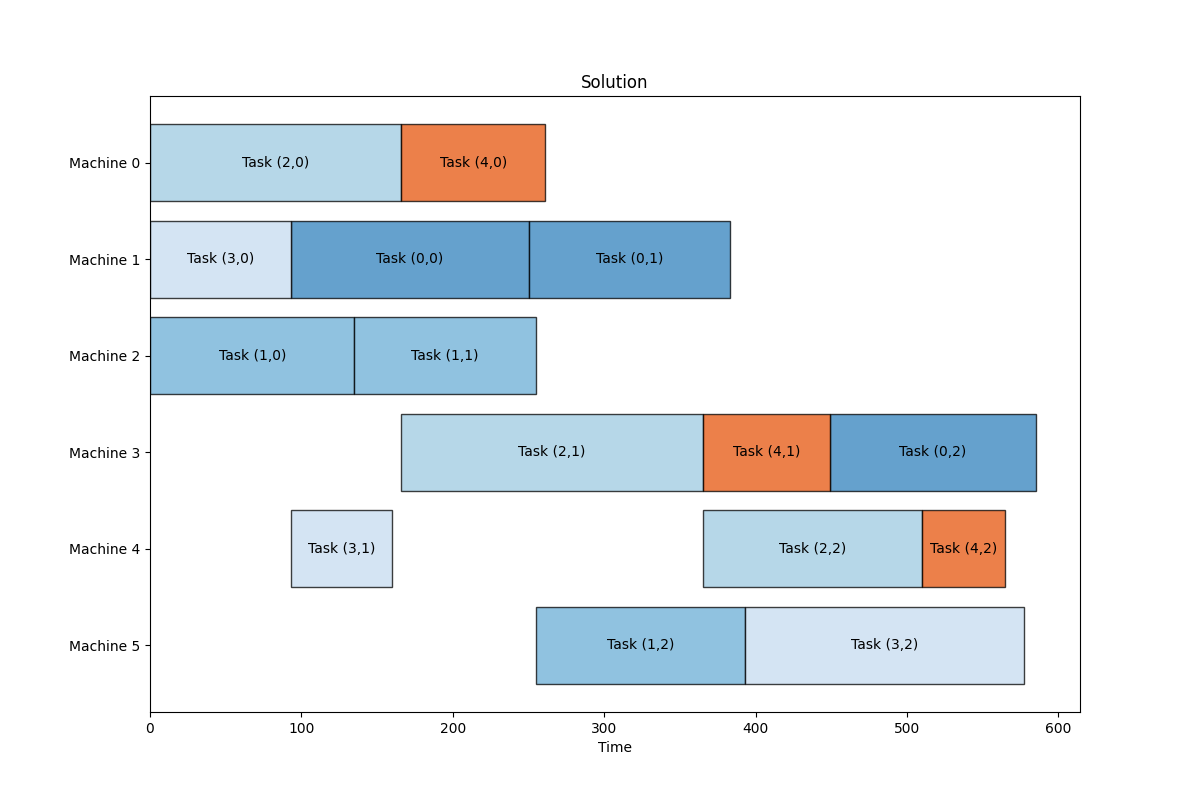 Solution
Machine 0
Task (2,0)
Task (4,0)
Machine 1
Task (3,0)
Task (0,0)
Task (0,1)
Machine 2
Task (1,0)
Task (1,1)
Machine 3
Task (2,1)
Task (4,1)
Task (0,2)
Machine 4
Task (3,1)
Task (2,2)
Task (4,2)
Machine 5
Task (1,2)
Task (3,2)
0 100 200 300 400 500 600
Time